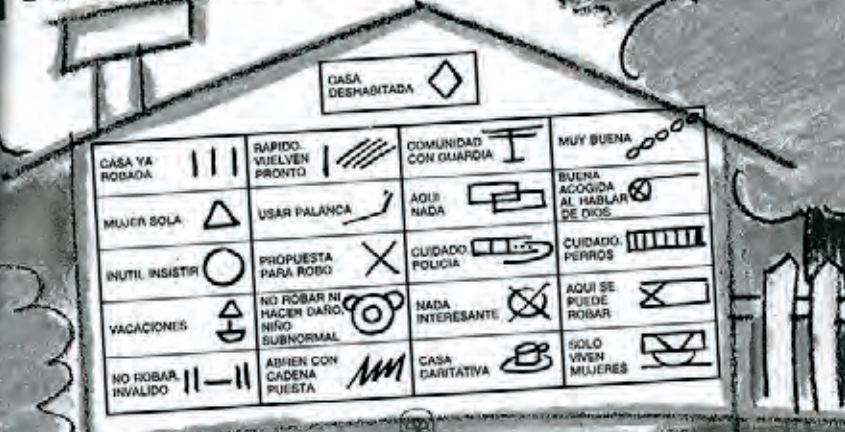 CASA
DESHABITADA
CASA YA
ROBADA
RAPIDO.
VUELVEN
PRONTO
COMUNIDAD
CON GUARDIA
MUY BUENA
MUJER SOLA
USAR PALANCA
AQUI
NADA
BUENA
ACOGIDA
AL HABLAR
DE DIOS
INUTIL INSISTIR
PROPUESTA
PARA ROBO
CUIDADO
POLICIA
CUIDADO.
PERROS
VACACIONES
NO ROBAR NI
HACER DAÑO.
NIÑO
SUBNORMAL
NADA
INTERESANTE
AQUI SE
PUEDE
ROBAR
NO ROBAR.
INVALIDO
ABREN CON
CADENA
PUESTA
CASA
CARITATIVA
SOLO
VIVEN
MUJERES